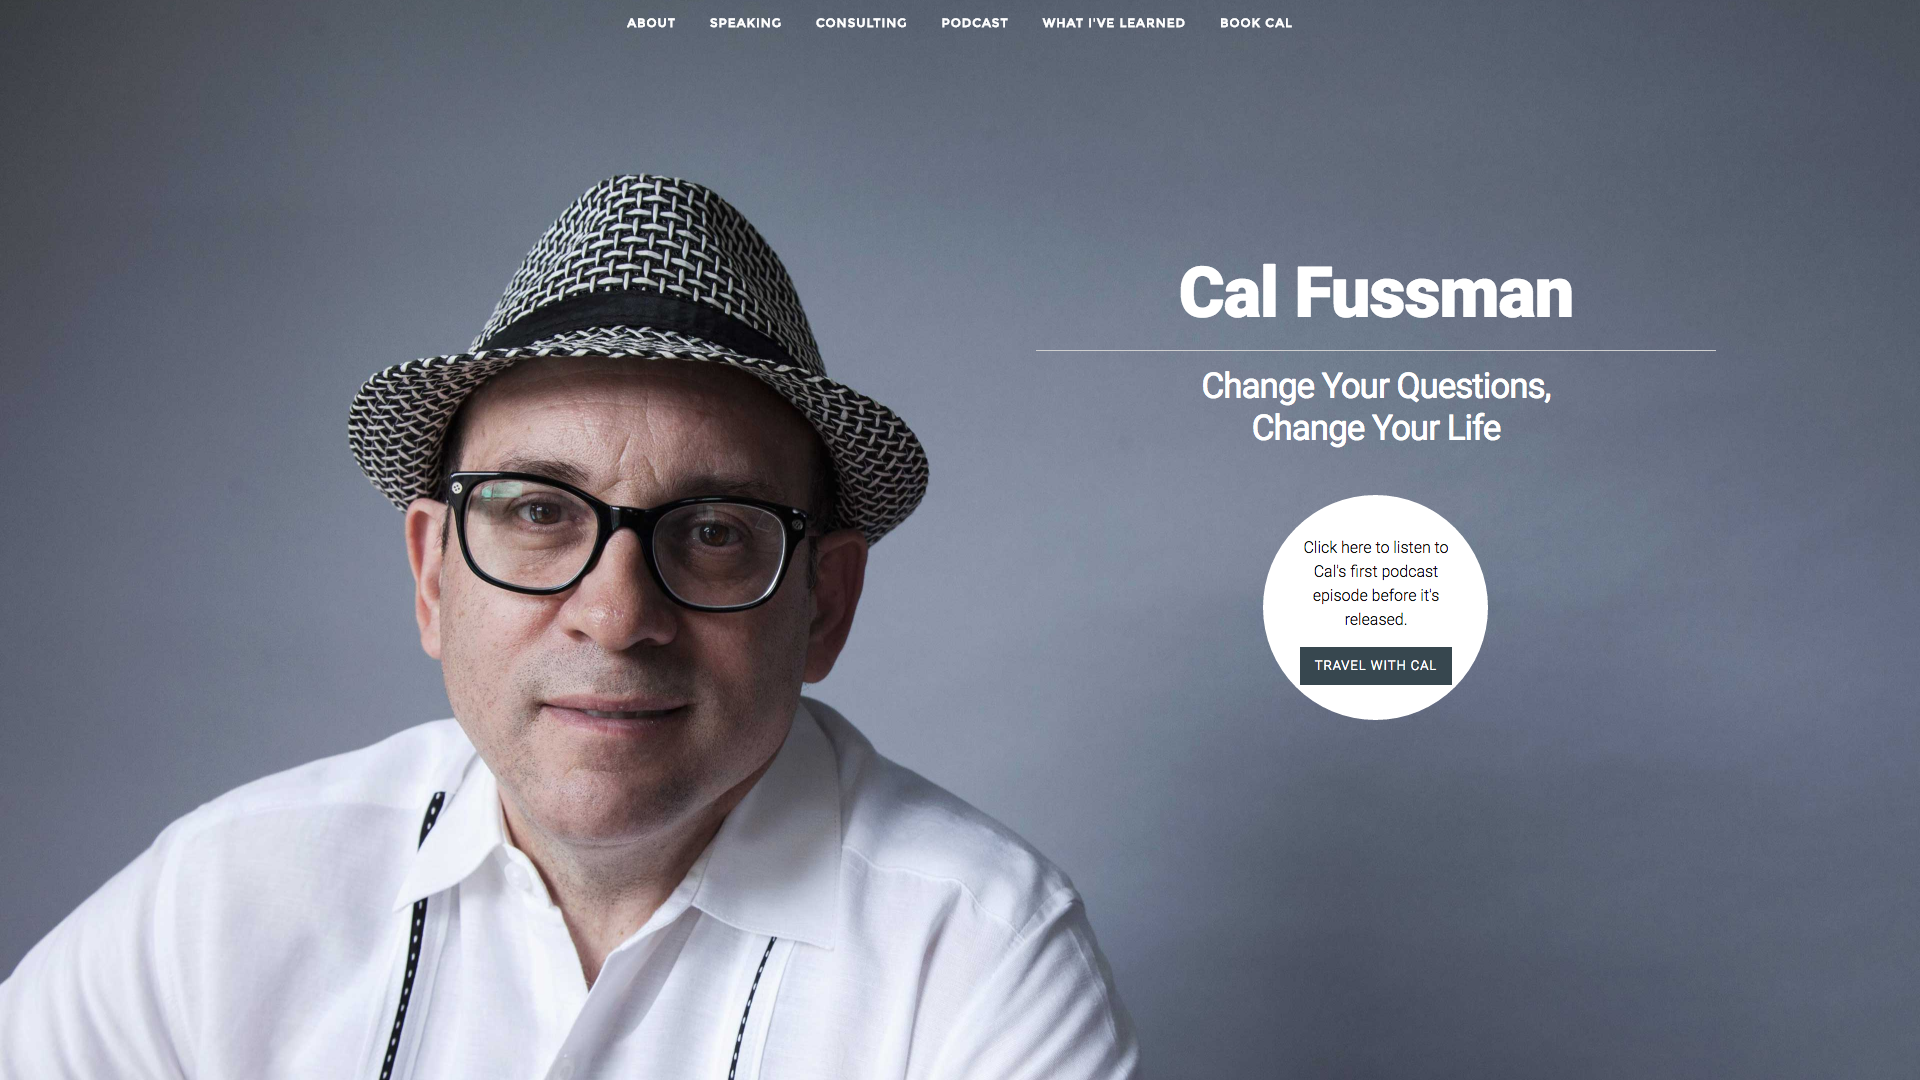 ABOUT SPEAKING CONSULTING PODCAST WHAT I'VE LEARNED BOOK CAL
Cal Fussman
Change Your Questions,
Change Your Life
Click here to listen to
Cal's first podcast
episode before it's
released.
TRAVEL WITH CAL